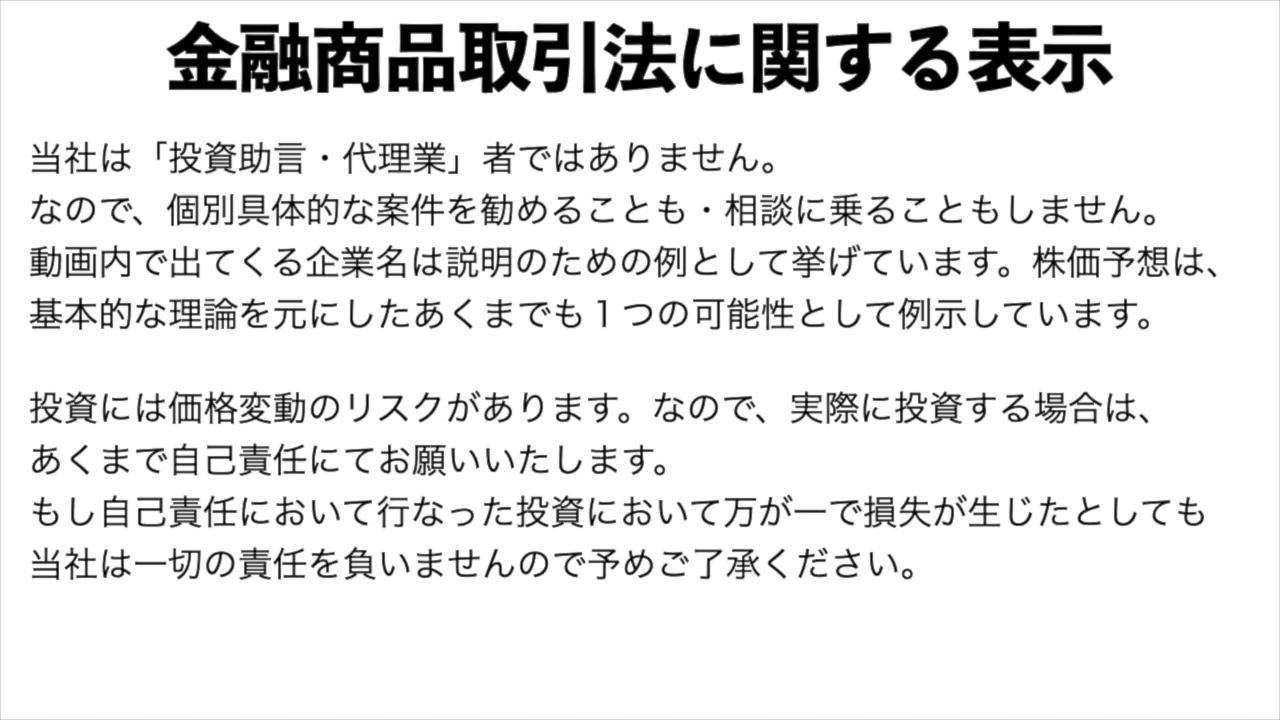 金融商品取引法に関する表示
当社は「投資助言・代理業」者ではありません。
なので、個別具体的な案件を勧めることも・相談に乗ることもしません。
動画内で出てくる企業名は説明のための例として挙げています。株価予想は、
基本的な理論を元にしたあくまでも１つの可能性として例示しています。
投資には価格変動のリスクがあります。なので、実際に投資する場合は、
あくまで自己責任にてお願いいたします。
もし自己責任において行なった投資において万が一で損失が生じたとしても
当社は一切の責任を負いませんので予めご了承ください。